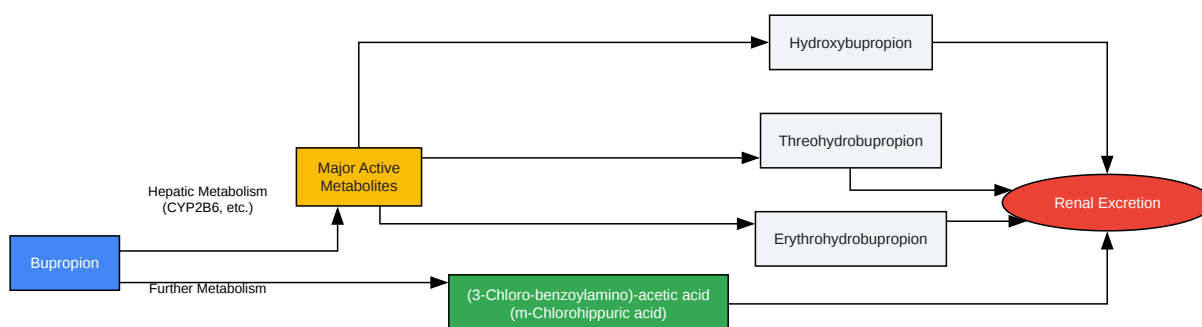 Hydroxybupropion
Threohydrobupropion
Major Active
Metabolites
Hepatic Metabolism
(CYP2B6, etc.)
Renal Excretion
Erythrohydrobupropion
Bupropion
Further Metabolism
(3-Chloro-benzoylamino)-acetic acid
(m-Chlorohippuric acid)